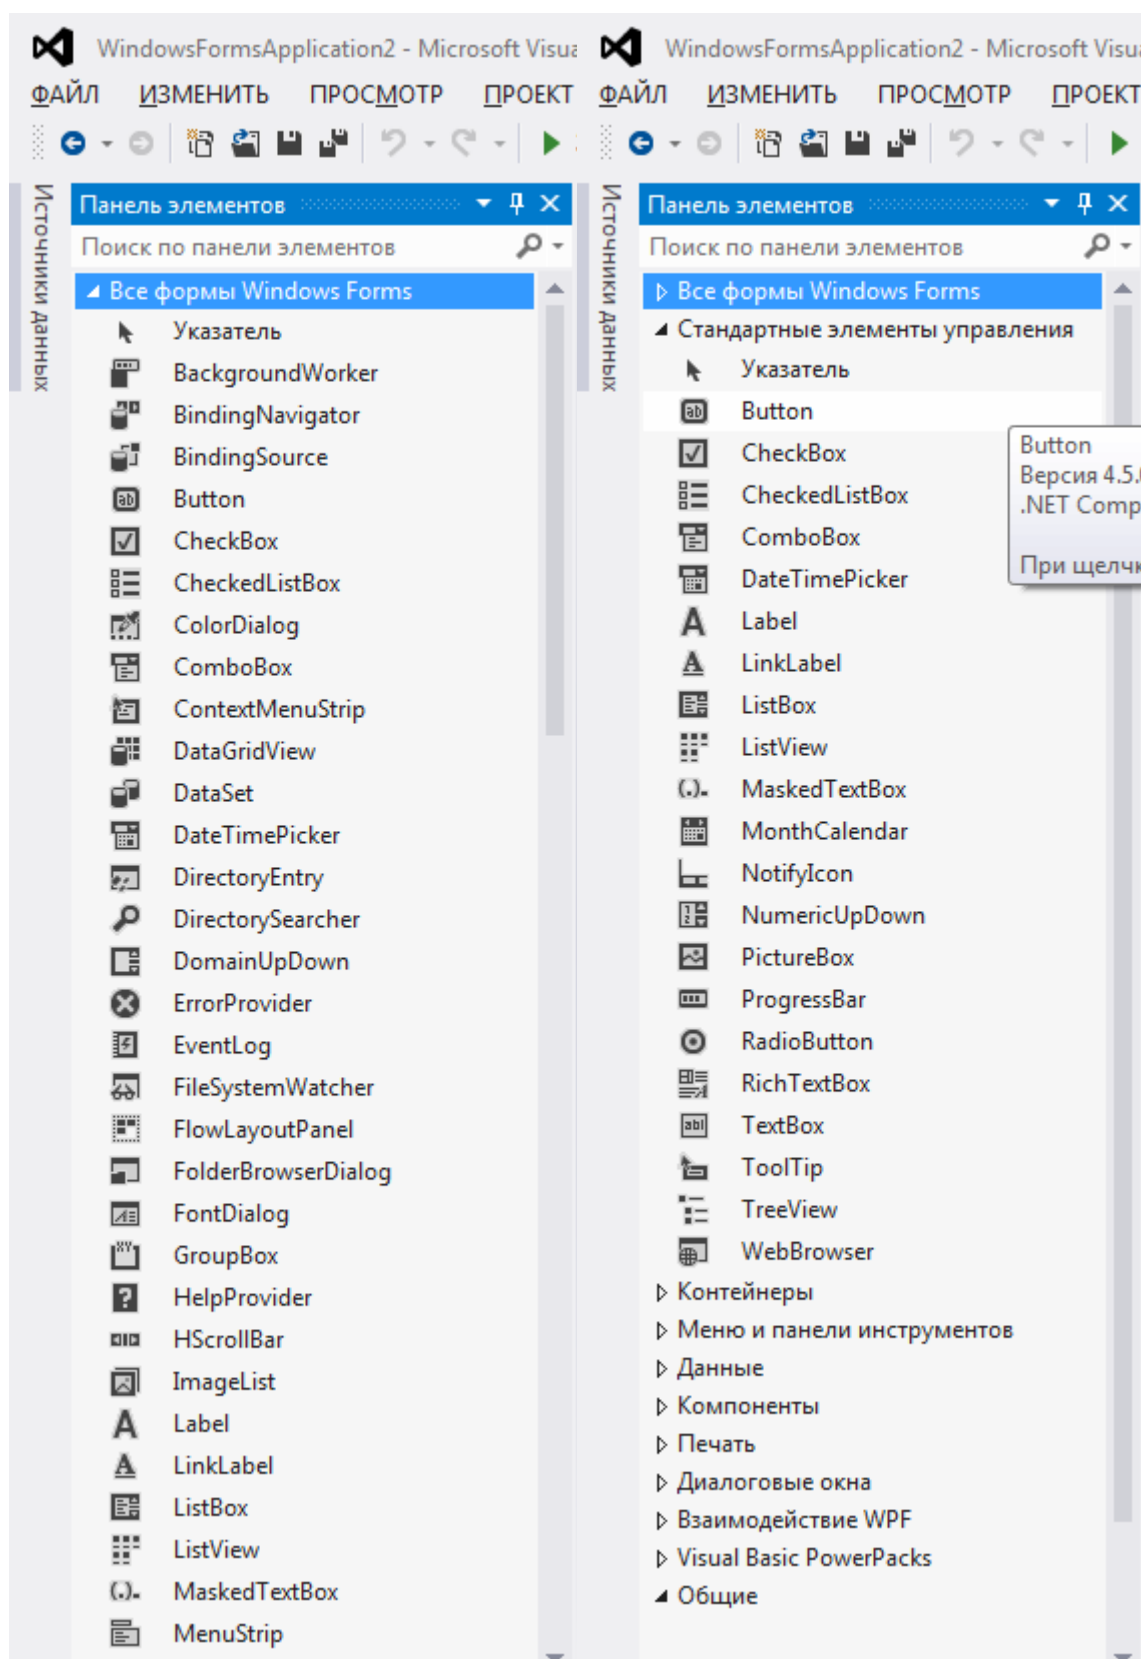 WindowsFormsApplication2 - Microsoft Visua
ФАЙЛ ИЗМЕНИТЬ ПРОСМОТР ПРОЕКТ
Источники данных
Панель элементов
Поиск по панели элементов
Все формы Windows Forms
Указатель
BackgroundWorker
BindingNavigator
BindingSource
Button
CheckBox
CheckedListBox
ColorDialog
ComboBox
ContextMenuStrip
DataGridView
DataSet
DateTimePicker
DirectoryEntry
DirectorySearcher
DomainUpDown
ErrorProvider
EventLog
FileSystemWatcher
FlowLayoutPanel
FolderBrowserDialog
FontDialog
GroupBox
HelpProvider
HScrollBar
ImageList
Label
LinkLabel
ListBox
ListView
MaskedTextBox
MenuStrip
WindowsFormsApplication2 - Microsoft Visu
ФАЙЛ ИЗМЕНИТЬ ПРОСМОТР ПРОЕКТ
Источники данных
Панель элементов
Поиск по панели элементов
Все формы Windows Forms
Стандартные элементы управления
Указатель
Button
CheckBox
CheckedListBox
ComboBox
DateTimePicker
Label
LinkLabel
ListBox
ListView
MaskedTextBox
MonthCalendar
NotifyIcon
NumericUpDown
PictureBox
ProgressBar
RadioButton
RichTextBox
TextBox
ToolTip
TreeView
WebBrowser
Контейнеры
Меню и панели инструментов
Данные
Компоненты
Печать
Диалоговые окна
Взаимодействие WPF
Visual Basic PowerPacks
Общие
Button
Версия 4.5.
.NET Comp
При щелчк